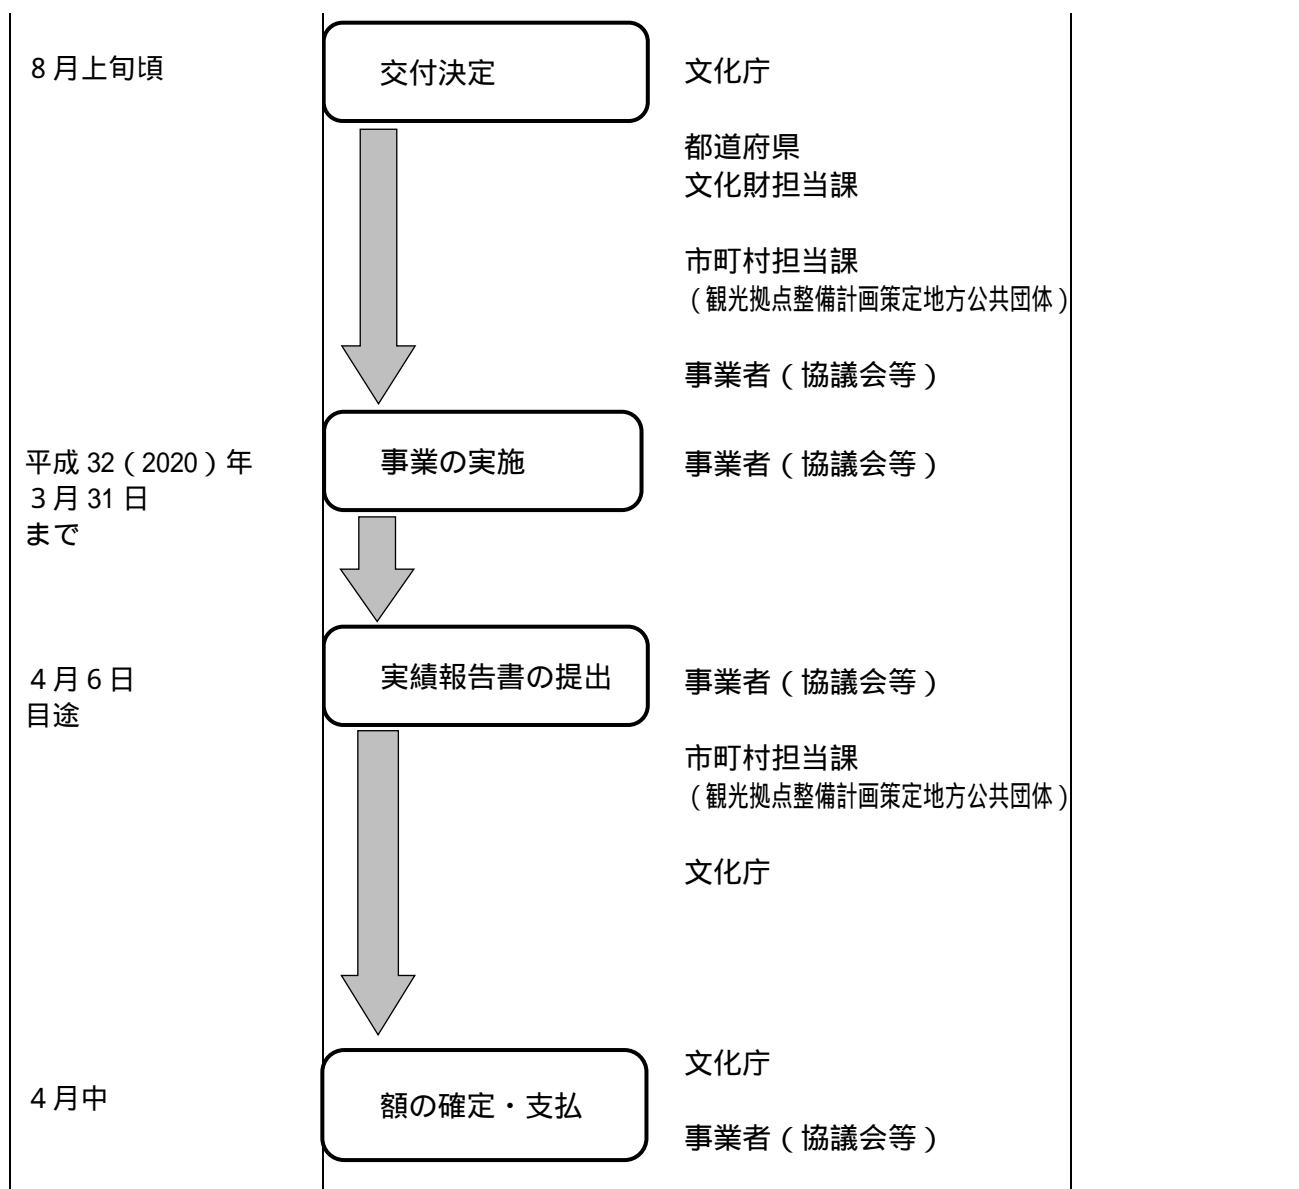 ８月上旬頃
交付決定
文化庁
都道府県
文化財担当課
市町村担当課
（観光拠点整備計画策定地方公共団体）
事業者（協議会等）
平成 32（2020）年
３月 31 日
まで
事業の実施
事業者（協議会等）
４月６日
目途
実績報告書の提出
事業者（協議会等）
市町村担当課
（観光拠点整備計画策定地方公共団体）
文化庁
４月中
額の確定・支払
文化庁
事業者（協議会等）